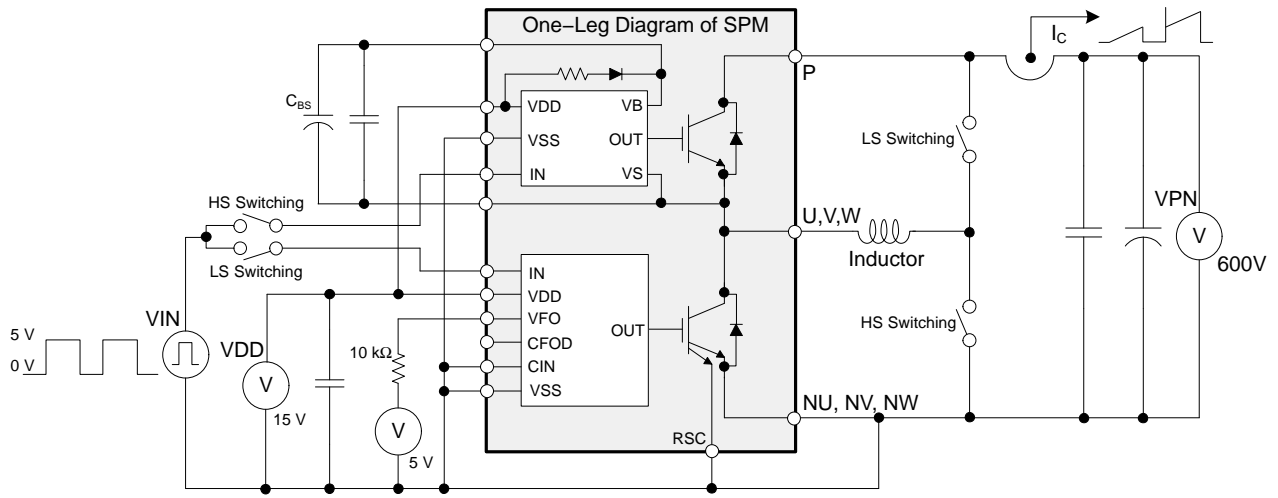 One–Leg Diagram of SPM
I_C
P
C_BS
VDD
VB
VSS
OUT
IN
VS
LS Switching
VPN
V
600V
HS Switching
U,V,W
Inductor
LS Switching
IN
VDD
VFO
OUT
CFOD
CIN
VSS
HS Switching
VIN
5 V
0 V
VDD
V
15 V
10 kΩ
V
5 V
NU, NV, NW
RSC